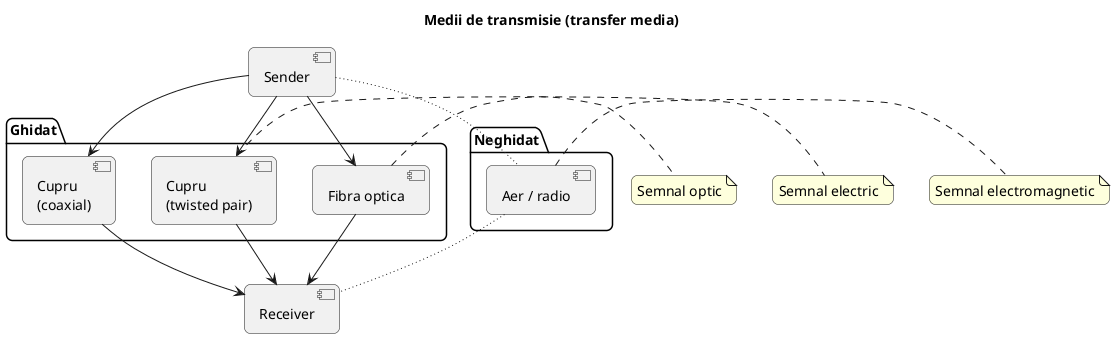 Medii de transmisie (transfer media)
Sender
Ghidat
Neghidat
Cupru
(coaxial)
Cupru
(twisted pair)
Fibra optica
Aer / radio
Semnal optic
Semnal electric
Semnal electromagnetic
Receiver